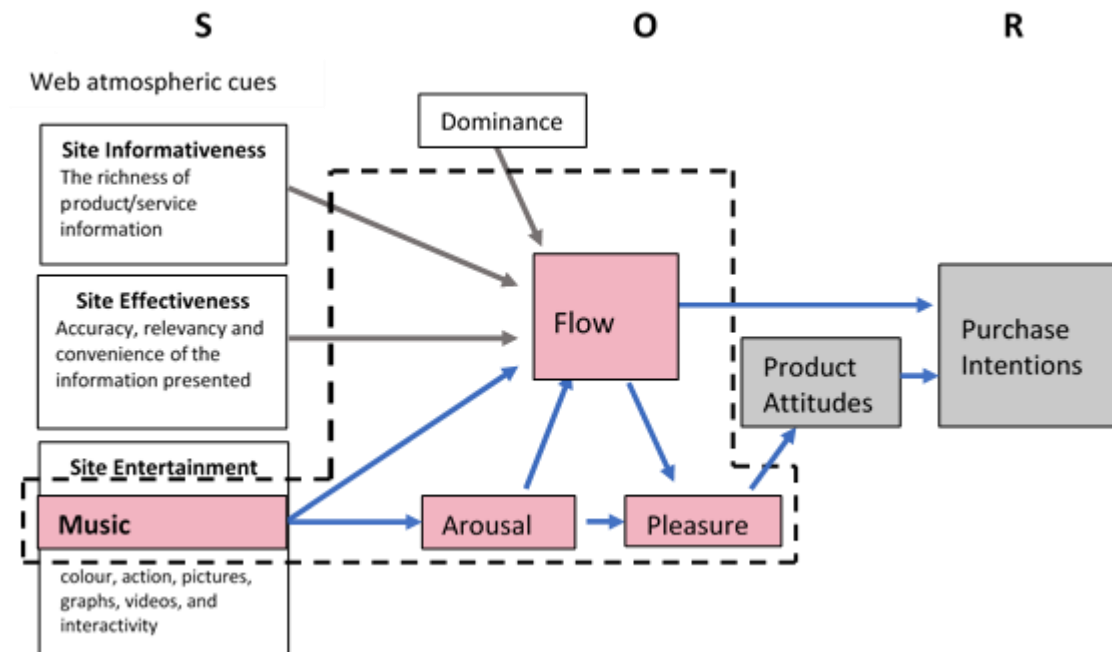 S
O
R
Web atmospheric cues
Site Informativeness
The richness of
product/service
information
Dominance
Site Effectiveness
Accuracy, relevancy and
convenience of the
information presented
Flow
Product
Attitudes
Purchase
Intentions
Site Entertainment
Music
Arousal
Pleasure
colour, action, pictures,
graphs, videos, and
interactivity